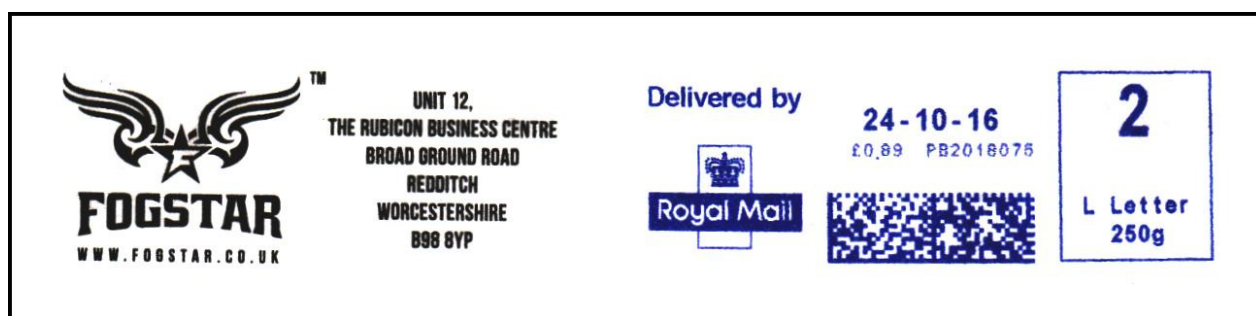 TM
F
FOGSTAR
WWW.FOGSTAR.CO.UK
UNIT 12,
THE RUBICON BUSINESS CENTRE
BROAD GROUND ROAD
REDDITCH
WORCESTERSHIRE
B98 8YP
Delivered by
Royal Mail
24-10-16
£0.89 PB2018075
2
L Letter
250g